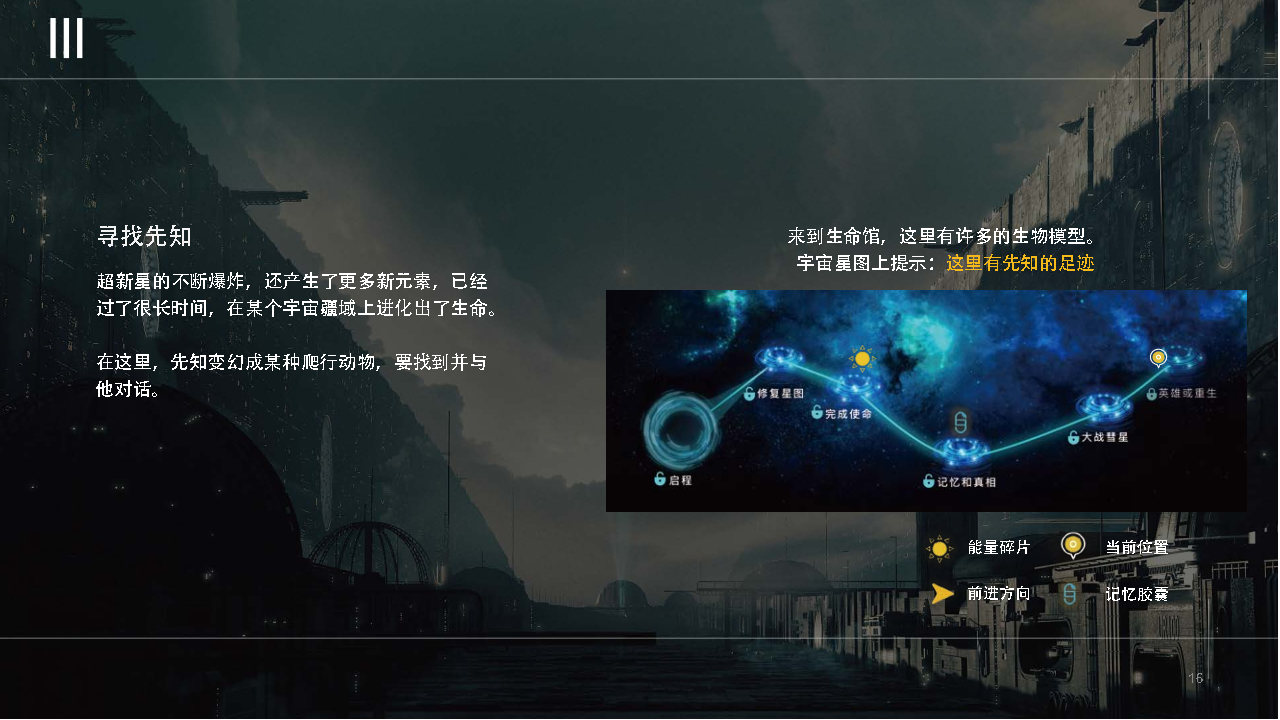 寻找先知
超新星的不断爆炸，还产生了更多新元素，已经
过了很长时间，在某个宇宙疆域上进化出了生命。
在这里，先知变幻成某种爬行动物，要找到并与
他对话。
来到生命馆，这里有许多的生物模型。
宇宙星图上提示：这里有先知的足迹
修复星图
英雄或重生
完成使命
大战彗星
启程
记忆和真相
能量碎片
当前位置
前进方向
记忆胶囊
15